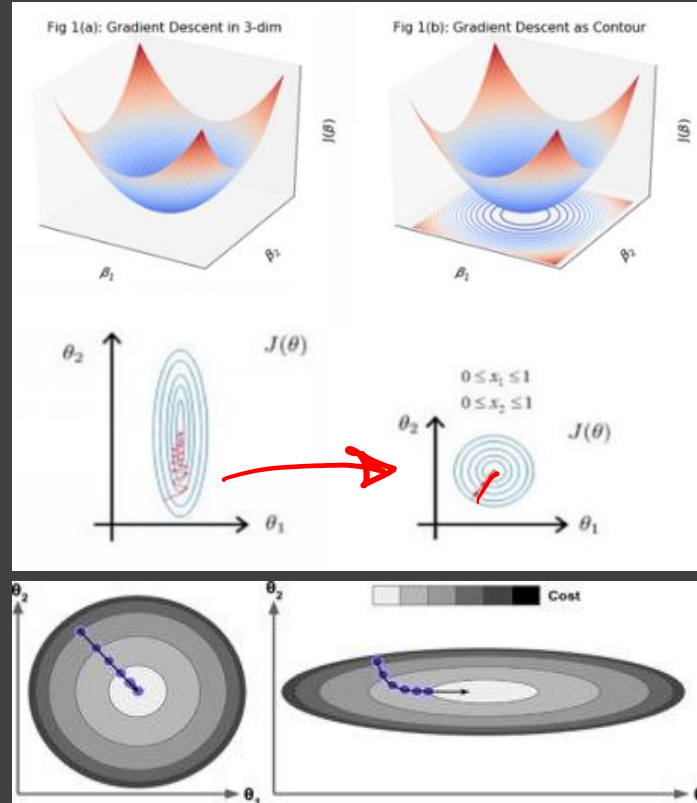 Fig 1(a): Gradient Descent in 3-dim
Fig 1(b): Gradient Descent as Contour
J(β)
β₂
β₁
J(β)
β₂
β₁
θ₂
J(θ)
θ₁
0 ≤ x₁ ≤ 1
0 ≤ x₂ ≤ 1
θ₂
J(θ)
θ₁
θ₂
θ₂
Cost
θ₁